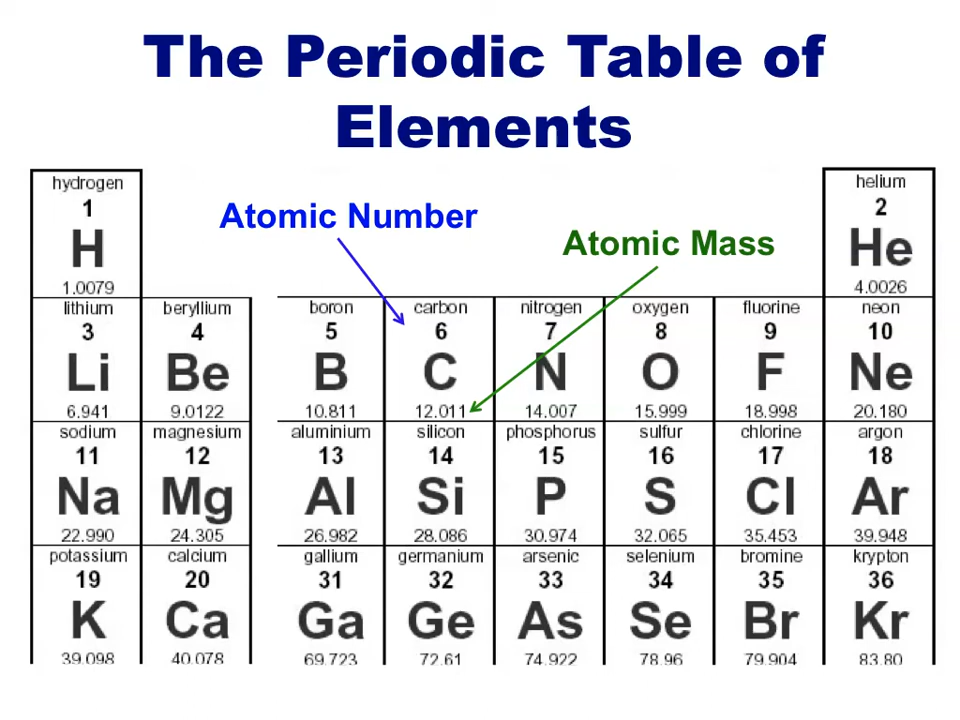 The Periodic Table of
Elements
hydrogen helium
1 2
H He
1.0079 4.0026
Atomic Number
Atomic Mass
lithium beryllium boron carbon nitrogen oxygen fluorine neon
3 4 5 6 7 8 9 10
Li Be B C N O F Ne
6.941 9.0122 10.811 12.011 14.007 15.999 18.998 20.180
sodium magnesium aluminium silicon phosphorus sulfur chlorine argon
11 12 13 14 15 16 17 18
Na Mg Al Si P S Cl Ar
22.990 24.305 26.982 28.086 30.974 32.065 35.453 39.948
potassium calcium gallium germanium arsenic selenium bromine krypton
19 20 31 32 33 34 35 36
K Ca Ga Ge As Se Br Kr
39.098 40.078 69.723 72.61 74.922 78.96 79.904 83.80